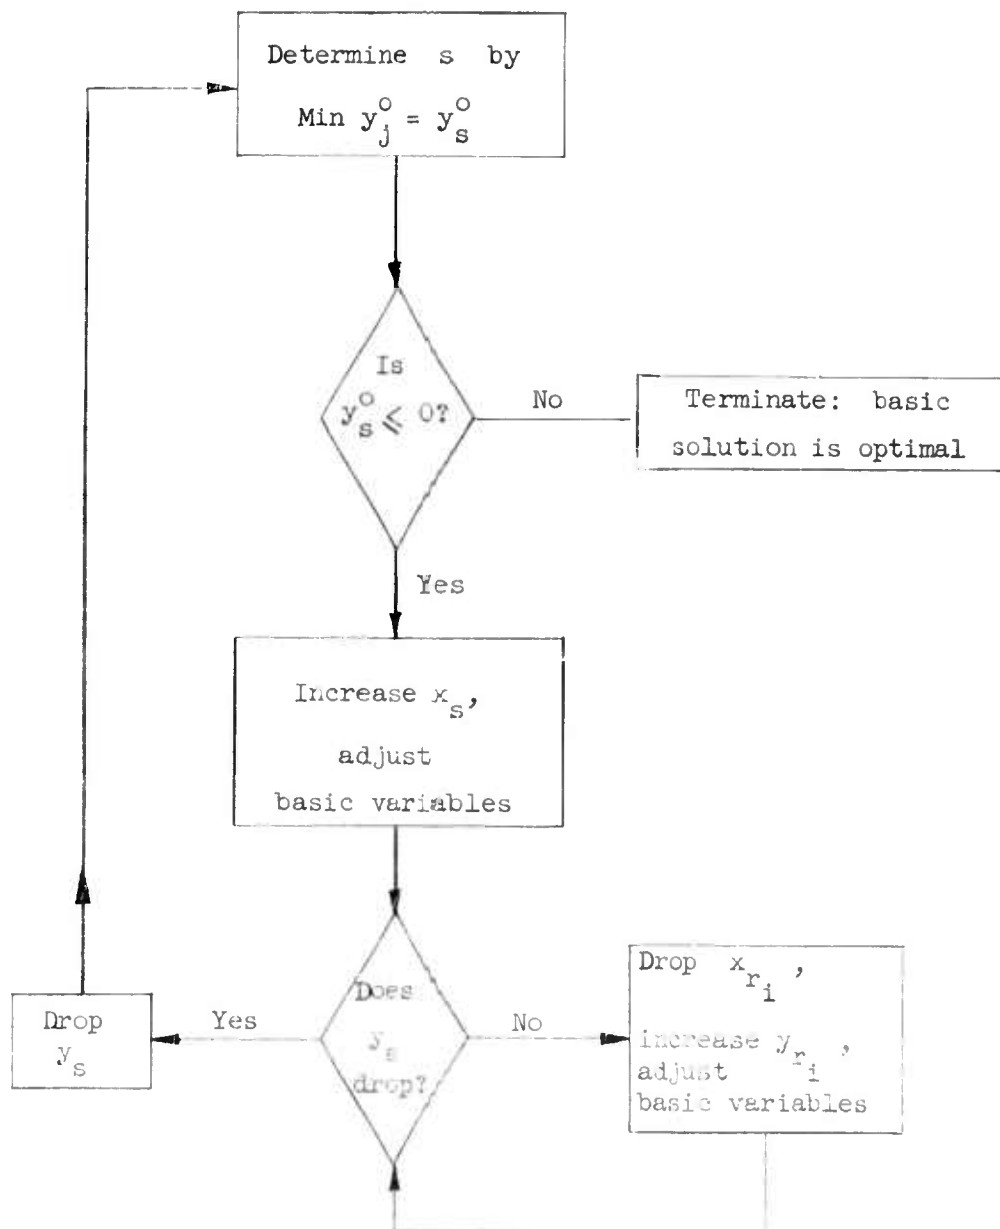 Determine s by
Min y_j^o = y_s^o
Is
y_s^o ⩽ 0?
No
Terminate: basic
solution is optimal
Yes
Increase x_s,
adjust
basic variables
Does
y_s
drop?
Yes
Drop
y_s
No
Drop x_{r_i},
increase y_{r_i},
adjust
basic variables